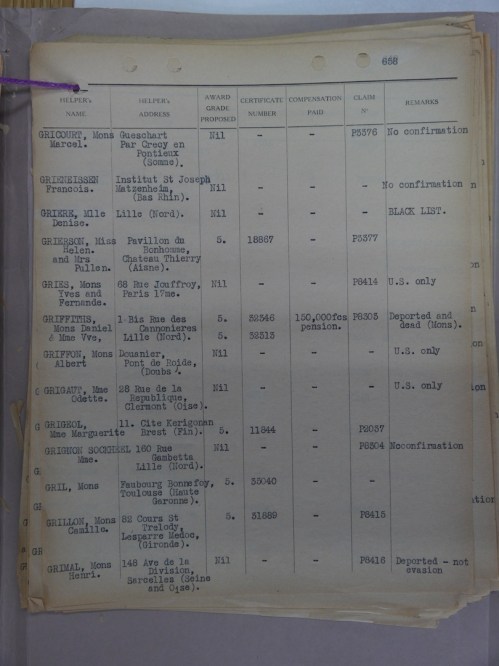 668
HELPER's NAME HELPER's ADDRESS AWARD GRADE PROPOSED CERTIFICATE NUMBER COMPENSATION PAID CLAIM Nº REMARKS
GRICOURT, Mons Gueschart Nil - - P3376 No confirmation
Marcel. Par Crecy en
Pontieux
(Somme).
GRIENEISSEN Institut St Joseph
Francois. Matzenheim, Nil - - - No confirmation
(Bas Rhin).
GRIERE, Mlle Lille (Nord). Nil - - - BLACK LIST.
Denise.
GRIERSON, Miss Pavillon du 5. 18867 - P3377
Helen. Bonhomme,
and Mrs Chateau Thierry
Pullen. (Aisne).
GRIES, Mons 68 Rue Jouffroy, Nil - - P8414 U.S. only
Yves and Paris 17me.
Fernande.
GRIFFITHS, 1-Bis Rue des 5. 32346 150,000fcs P8303 Deported and
Mons Daniel Cannonieres pension. dead (Mons).
& Mme Vve, Lille (Nord). 5. 32313
GRIFFON, Mons Douanier, Nil - - - U.S. only
Albert Pont de Roide,
(Doubs).
GRIGAUT, Mme 28 Rue de la Nil - - - U.S. only
Odette. Republique,
Clermont (Oise).
GRIGNOL, 11. Cite Kerigonan
Mme Marguerite Brest (Fin). 5. 11844 - P2037
GRIGNON SOCKHEEL 160 Rue Nil - - P8304 Noconfirmation
Mme. Gambetta
Lille (Nord).
GRIL, Mons Faubourg Bonnefoy, 5. 35040 - -
Toulouse (Haute
Garonne).
GRILLON, Mons 82 Cours St 5. 31889 - P8415
Camille. Trelody,
Lesparre Medoc,
(Gironde).
GRIMAL, Mons 148 Ave de la Nil - - P8416 Deported - not
Henri. Division, evasion
Sarcelles (Seine
and Oise).